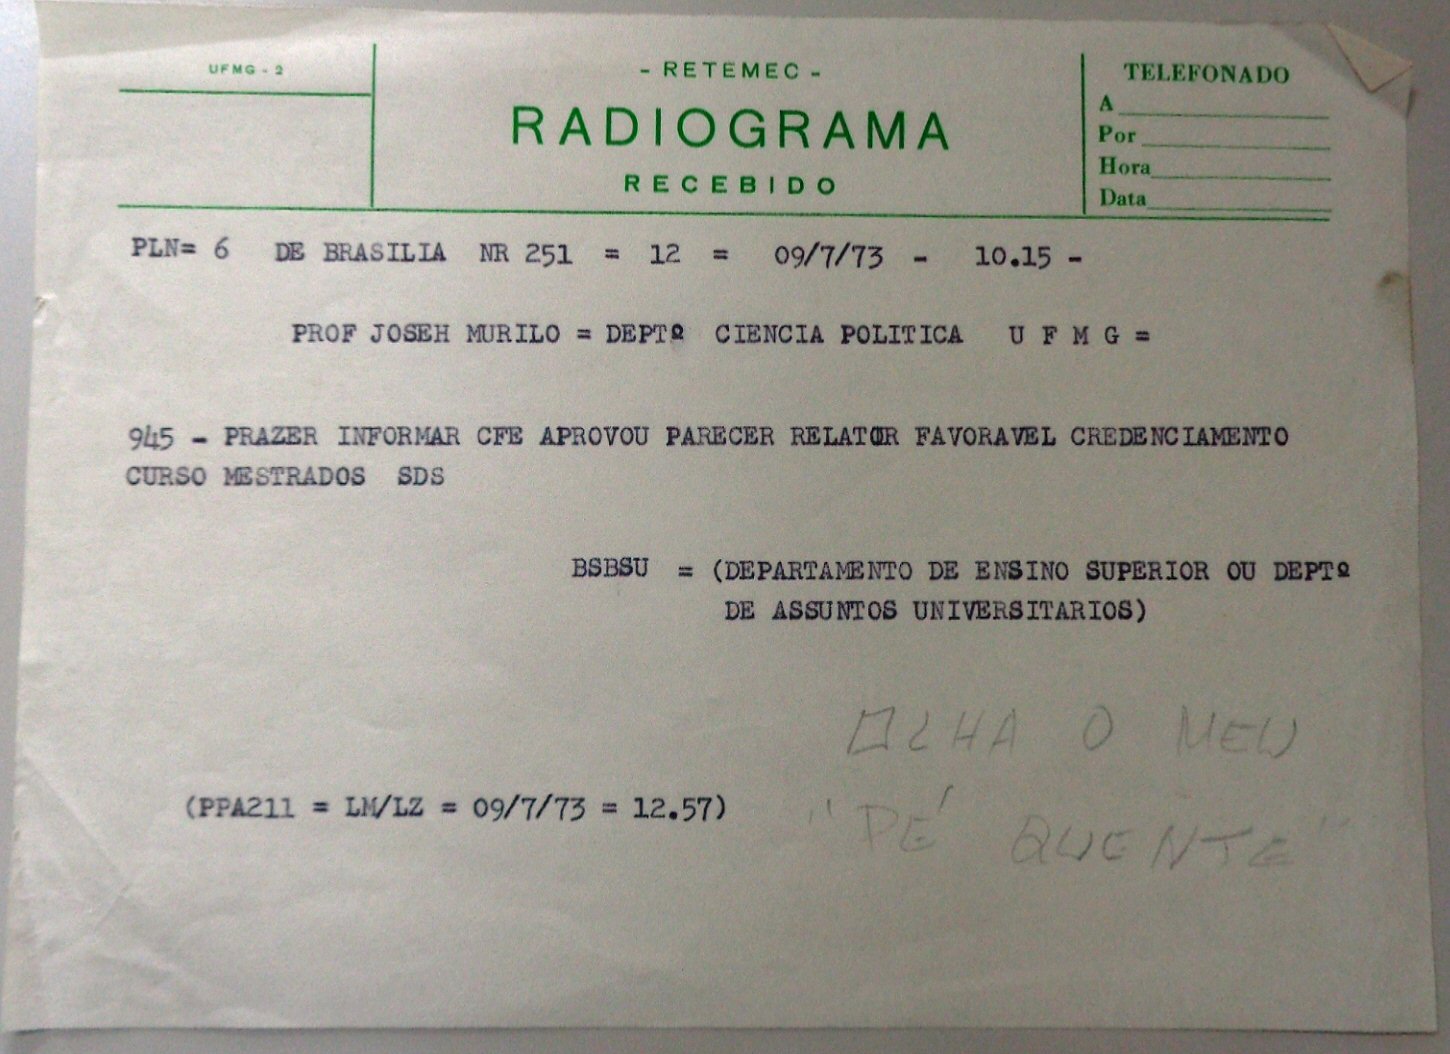 UFMG - 2
- RETEMEC -
RADIOGRAMA
RECEBIDO
TELEFONADO
A
Por
Hora
Data
PLN= 6 DE BRASILIA NR 251 = 12 = 09/7/73 - 10.15 -
PROF JOSEH MURILO = DEPTº CIENCIA POLITICA U F M G =
945 - PRAZER INFORMAR CFE APROVOU PARECER RELATOR FAVORAVEL CREDENCIAMENTO
CURSO MESTRADOS SDS
BSBSU = (DEPARTAMENTO DE ENSINO SUPERIOR OU DEPTº
DE ASSUNTOS UNIVERSITARIOS)
OLHA O MEU
"PÉ QUENTE"
(PPA211 = LM/LZ = 09/7/73 = 12.57)